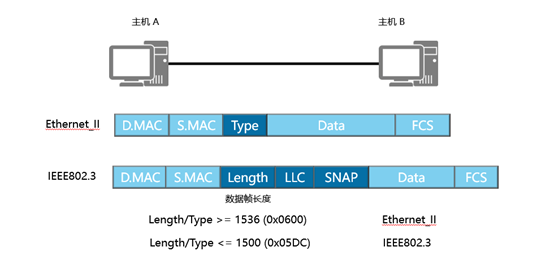 主机 A
主机 B
Ethernet_II
D.MAC S.MAC Type Data FCS
IEEE802.3
D.MAC S.MAC Length LLC SNAP Data FCS
数据帧长度
Length/Type >= 1536 (0x0600) Ethernet_II
Length/Type <= 1500 (0x05DC) IEEE802.3